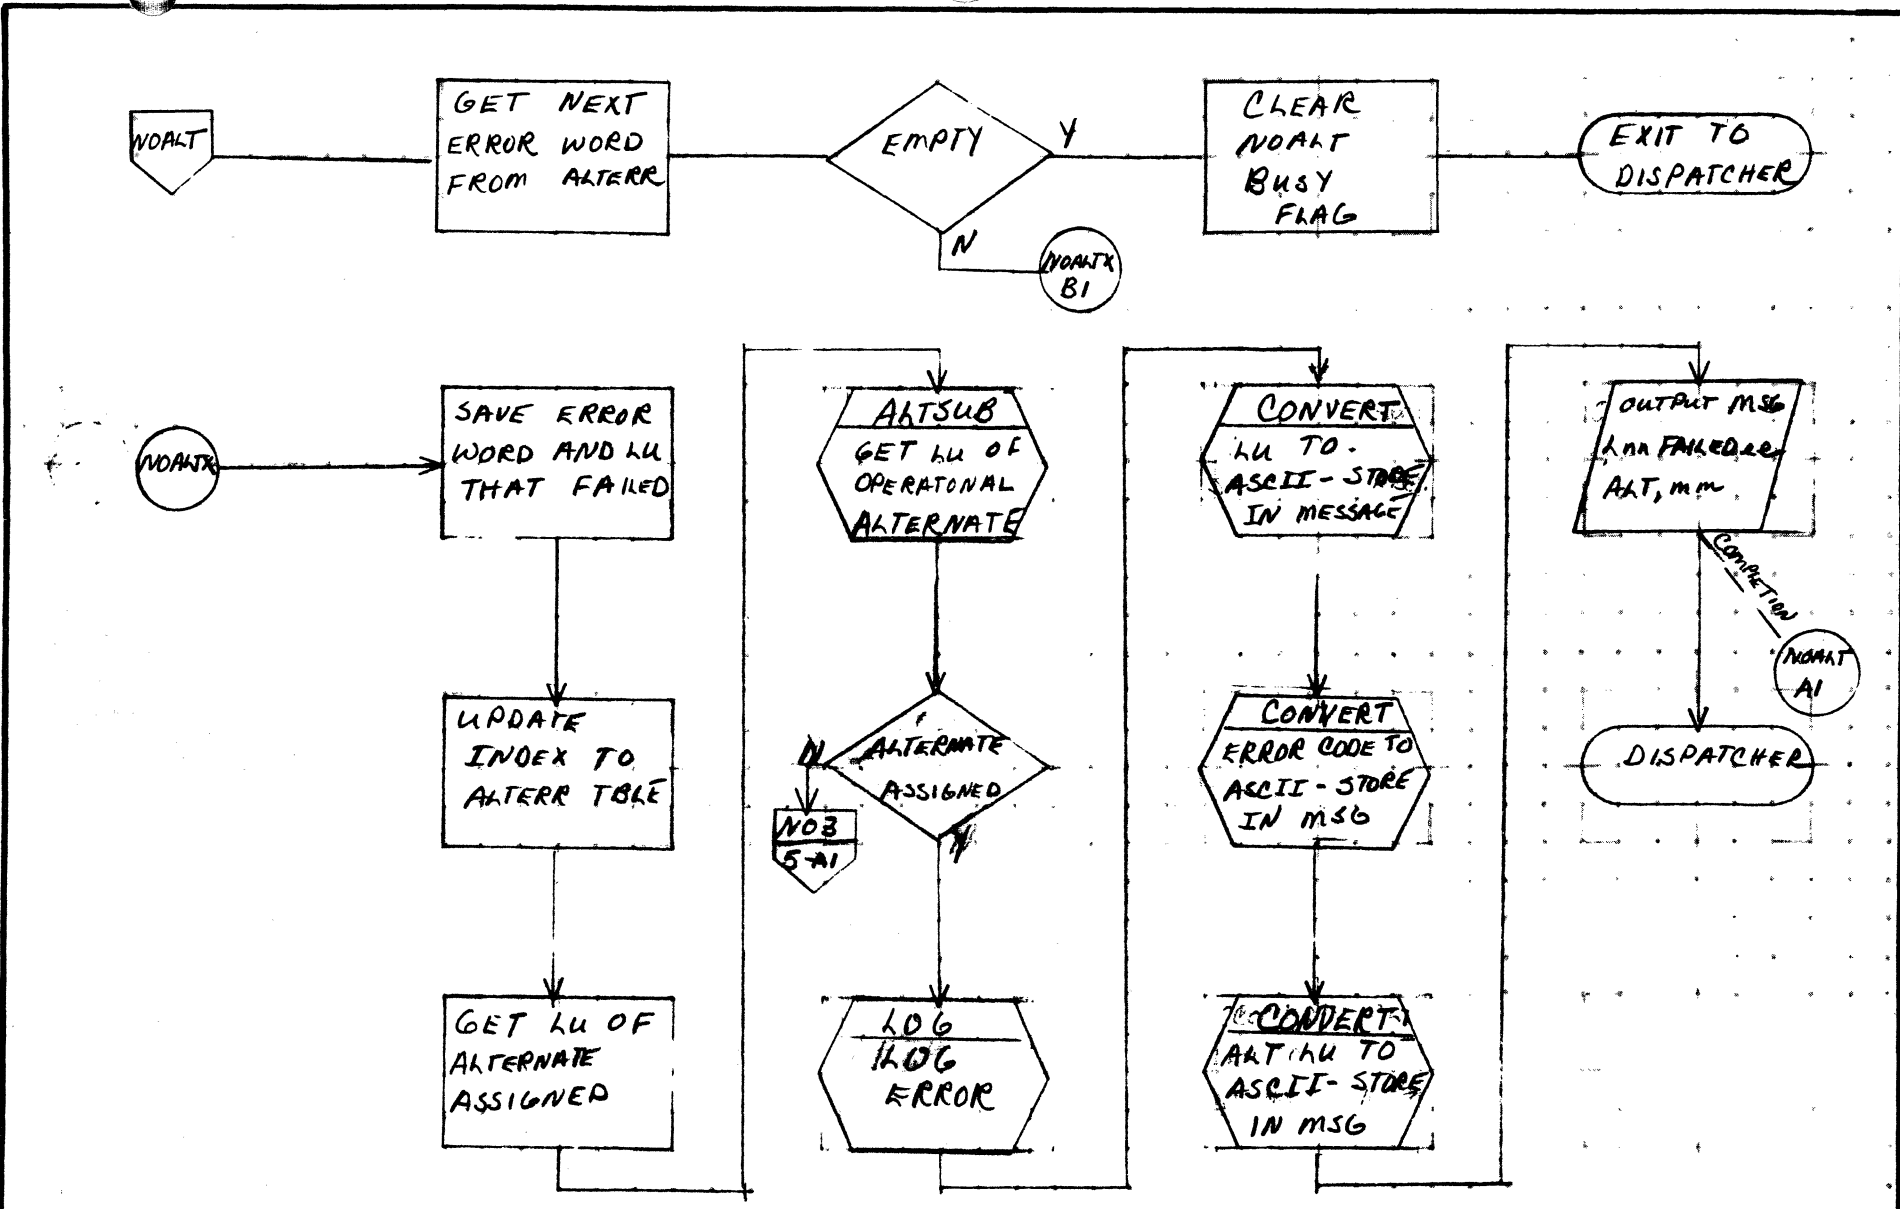 NOALT
GET NEXT
ERROR WORD
FROM ALTERR
EMPTY
Y
N
NOALTX
B1
CLEAR
NOALT
BUSY
FLAG
EXIT TO
DISPATCHER
NOALTX
SAVE ERROR
WORD AND LU
THAT FAILED
UPDATE
INDEX TO
ALTERR TBLE
GET LU OF
ALTERNATE
ASSIGNED
ALTSUB
GET LU OF
OPERATONAL
ALTERNATE
ALTERNATE
ASSIGNED
N
Y
NO3
5-A1
LOG
LOG
ERROR
CONVERT
LU TO
ASCII-STORE
IN MESSAGE
CONVERT
ERROR CODE TO
ASCII-STORE
IN MSG
CONVERT
ALT LU TO
ASCII-STORE
IN MSG
OUTPUT MSG
Lnn FAILED ee
ALT, mm
COMPLETION
NOALT
A1
DISPATCHER